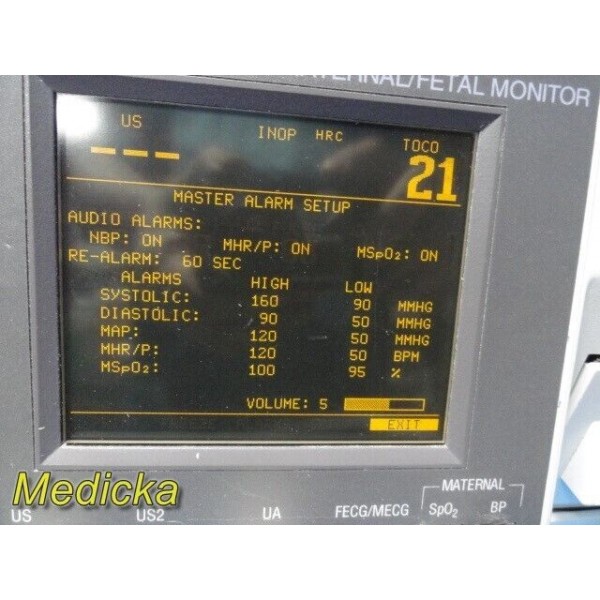 MATERNAL/FETAL MONITOR
US INOP HRC TOCO
--- 21
MASTER ALARM SETUP
AUDIO ALARMS:
NBP: ON MHR/P: ON MSpO₂: ON
RE-ALARM: 60 SEC
ALARMS HIGH LOW
SYSTOLIC: 160 90 MMHG
DIASTOLIC: 90 50 MMHG
MAP: 120 50 MMHG
MHR/P: 120 50 BPM
MSpO₂: 100 95 %
VOLUME: 5
EXIT
Medicka
MATERNAL
US US2 UA FECG/MECG SpO₂ BP